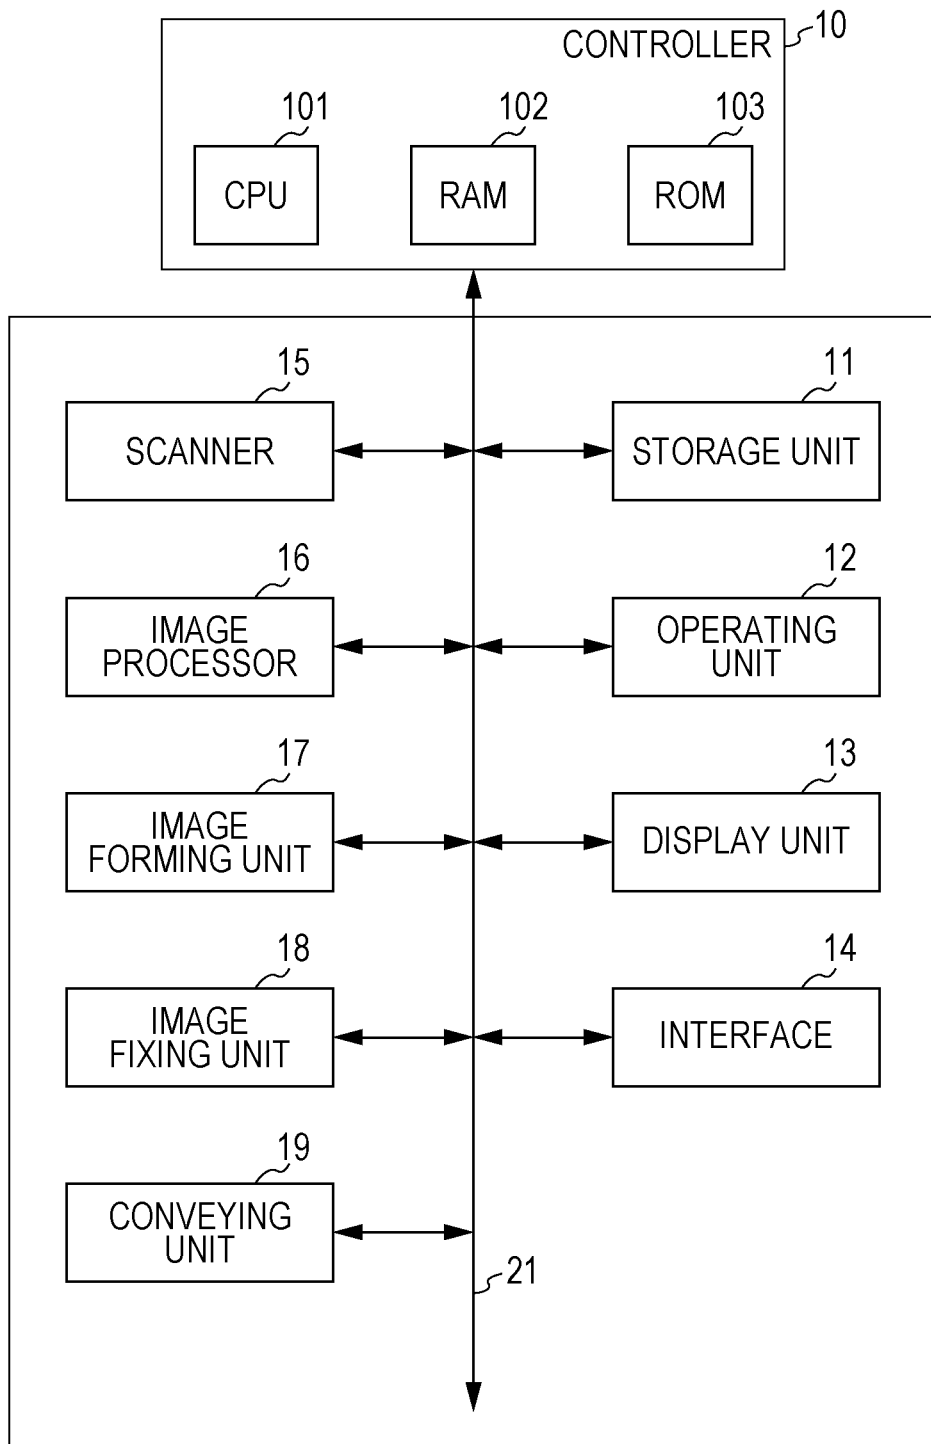 10
CONTROLLER
101
102
103
CPU
RAM
ROM
15
11
SCANNER
STORAGE UNIT
16
12
IMAGE
PROCESSOR
OPERATING
UNIT
17
13
IMAGE
FORMING UNIT
DISPLAY UNIT
18
14
IMAGE
FIXING UNIT
INTERFACE
19
CONVEYING
UNIT
21